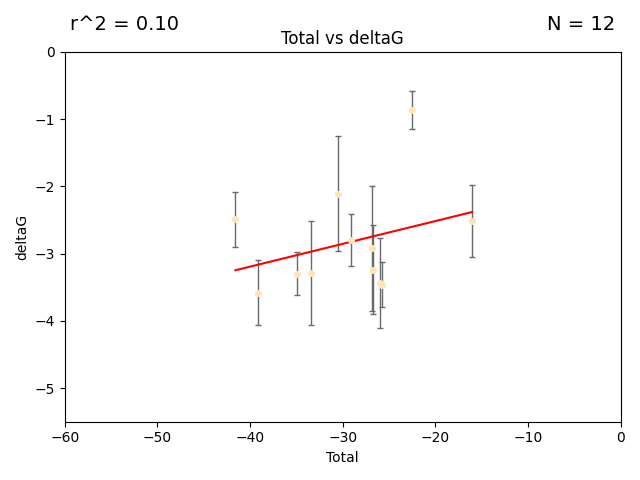 r^2 = 0.10
N = 12
Total vs deltaG
0
−1
−2
−3
−4
−5
deltaG
−60 −50 −40 −30 −20 −10 0
Total